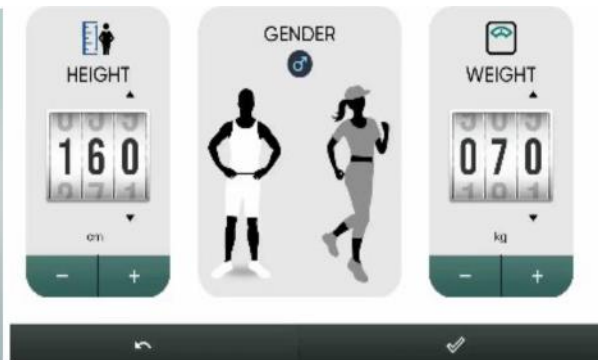 HEIGHT
160
cm
- +
GENDER
WEIGHT
070
kg
- +